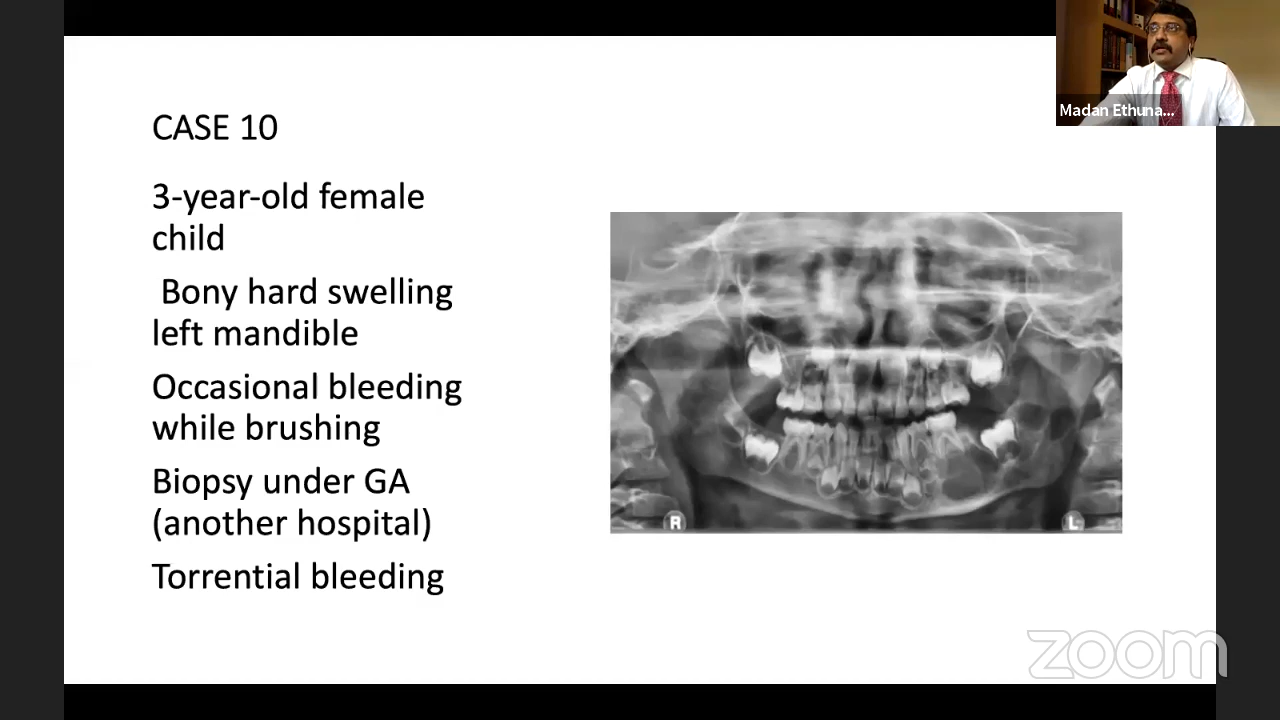 Madan Ethuna...
CASE 10
3-year-old female
child
Bony hard swelling
left mandible
Occasional bleeding
while brushing
Biopsy under GA
(another hospital)
Torrential bleeding
R
L
zoom